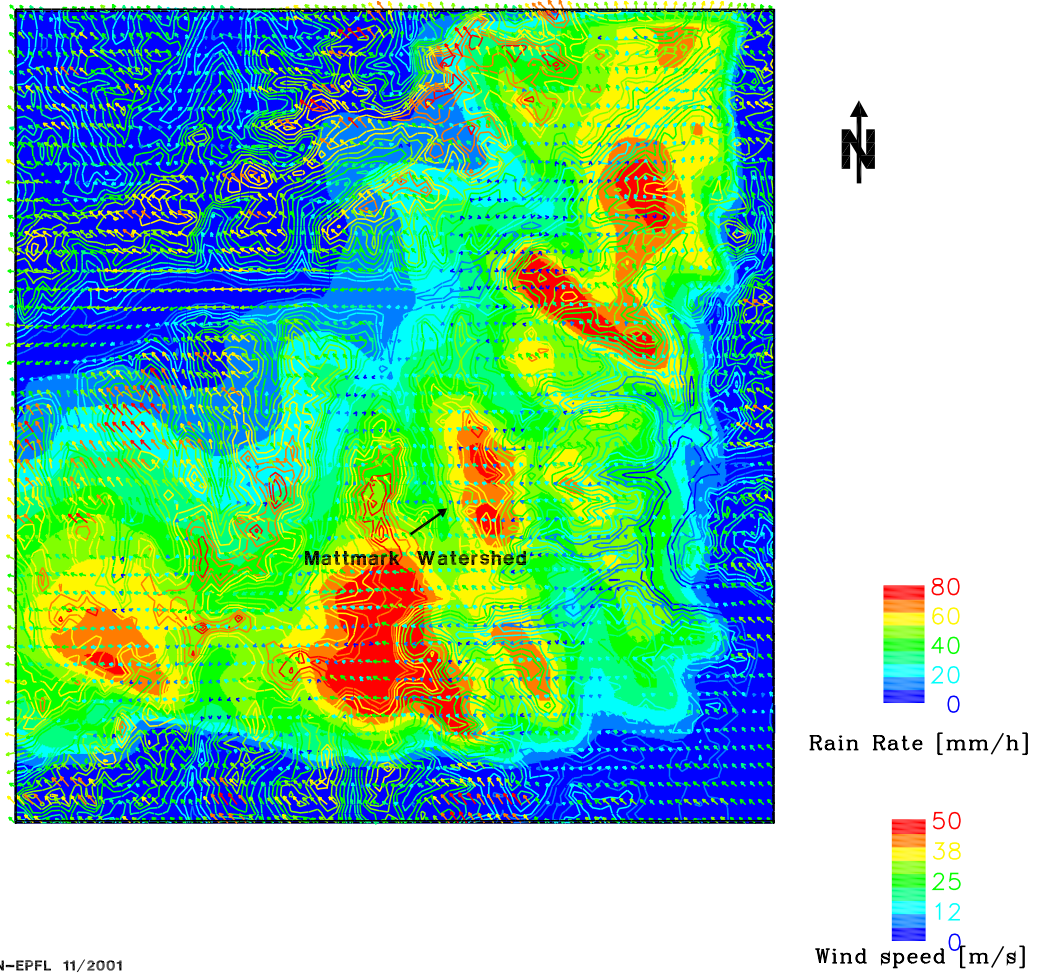 N
Mattmark Watershed
80
60
40
20
0
Rain Rate [mm/h]
50
38
25
12
0
Wind speed [m/s]
N-EPFL 11/2001